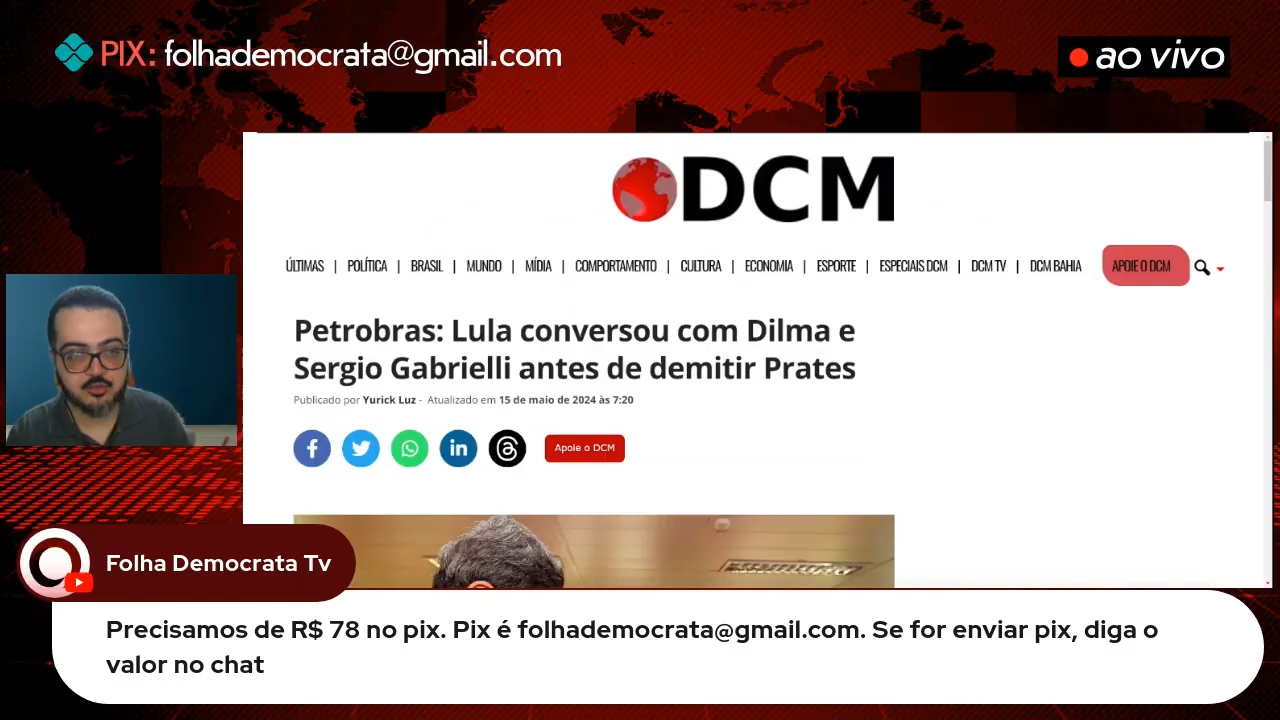 PIX: folhademocrata@gmail.com
ao vivo
DCM
ÚLTIMAS | POLÍTICA | BRASIL | MUNDO | MÍDIA | COMPORTAMENTO | CULTURA | ECONOMIA | ESPORTE | ESPECIAIS DCM | DCM TV | DCM BAHIA APOIE O DCM
Petrobras: Lula conversou com Dilma e
Sergio Gabrielli antes de demitir Prates
Publicado por Yurick Luz - Atualizado em 15 de maio de 2024 às 7:20
Apoie o DCM
Folha Democrata Tv
Precisamos de R$ 78 no pix. Pix é folhademocrata@gmail.com. Se for enviar pix, diga o
valor no chat